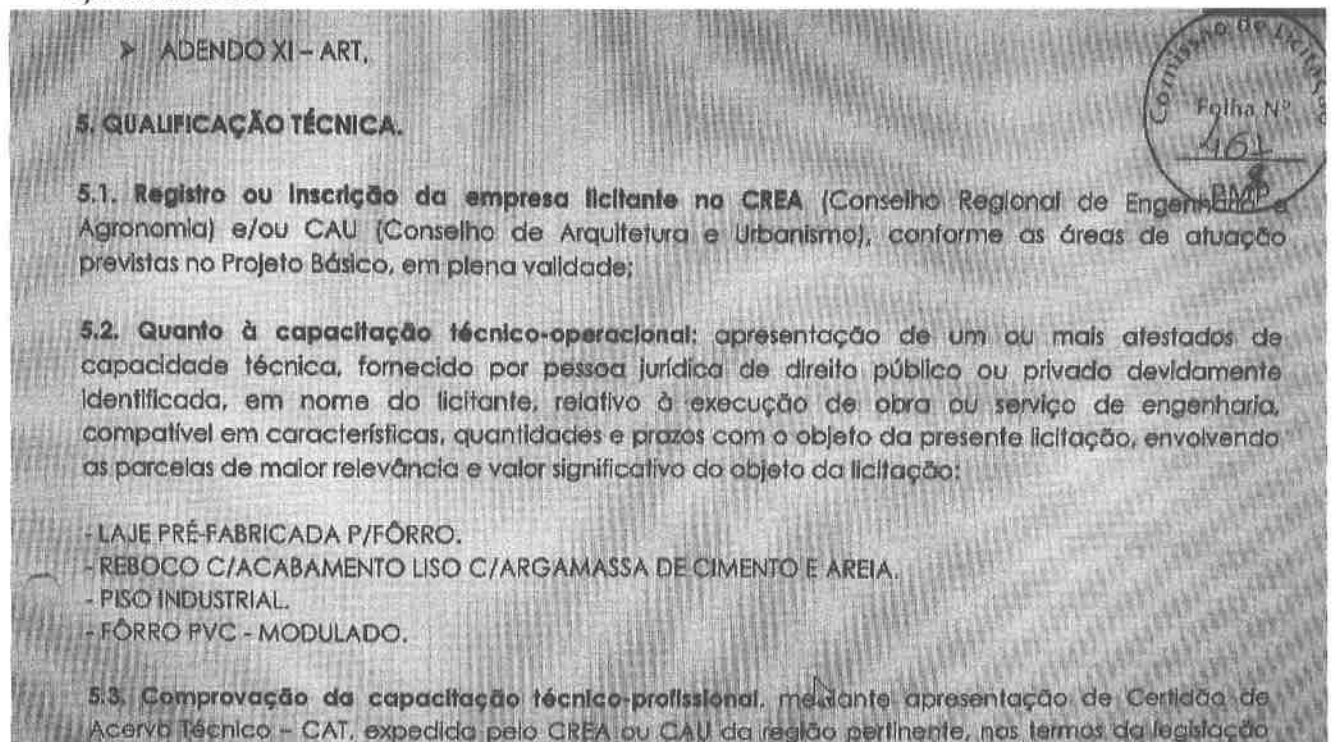 ➤ ADENDO XI – ART.
Comissão de Licitação
Folha Nº
461
5. QUALIFICAÇÃO TÉCNICA.
PMP
5.1. Registro ou inscrição da empresa licitante no CREA (Conselho Regional de Engenharia e
Agronomia) e/ou CAU (Conselho de Arquitetura e Urbanismo), conforme as áreas de atuação
previstas no Projeto Básico, em plena validade;
5.2. Quanto à capacitação técnico-operacional: apresentação de um ou mais atestados de
capacidade técnica, fornecido por pessoa jurídica de direito público ou privado devidamente
identificada, em nome do licitante, relativo à execução de obra ou serviço de engenharia,
compatível em características, quantidades e prazos com o objeto da presente licitação, envolvendo
as parcelas de maior relevância e valor significativo do objeto da licitação:
- LAJE PRÉ-FABRICADA P/FÔRRO.
- REBOCO C/ACABAMENTO LISO C/ARGAMASSA DE CIMENTO E AREIA.
- PISO INDUSTRIAL.
- FÔRRO PVC - MODULADO.
5.3. Comprovação da capacitação técnico-profissional, mediante apresentação de Certidão de
Acervo Técnico – CAT, expedida pelo CREA ou CAU da região pertinente, nos termos da legislação